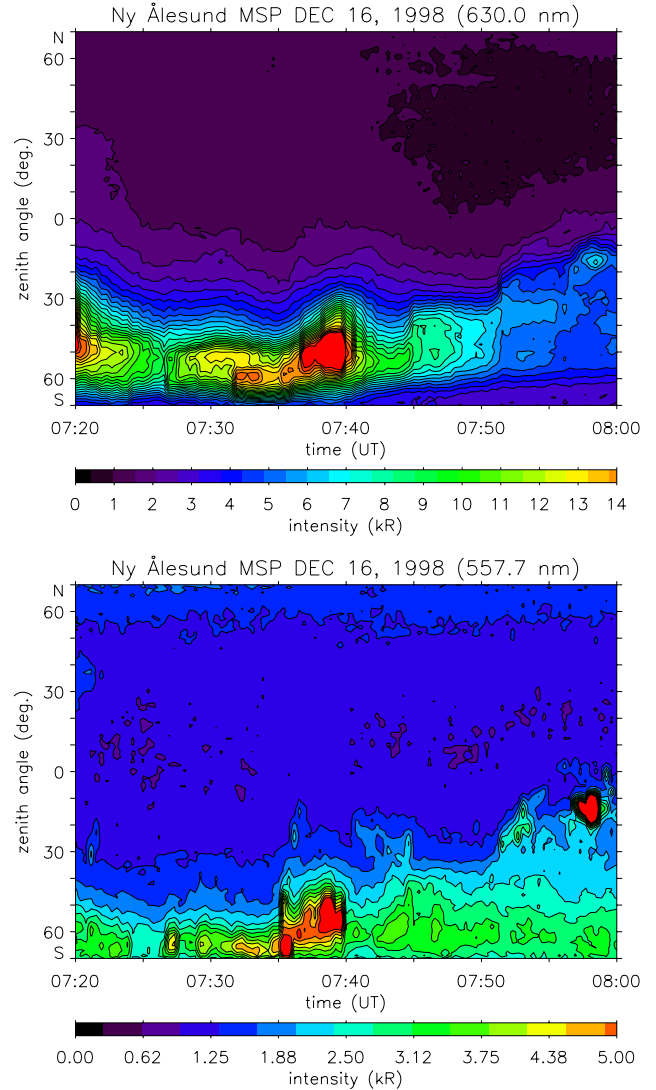 Ny Ålesund MSP DEC 16, 1998 (630.0 nm)
N
60
30
0
30
60
S
zenith angle (deg.)
07:20 07:30 07:40 07:50 08:00
time (UT)
0 1 2 3 4 5 6 7 8 9 10 11 12 13 14
intensity (kR)
Ny Ålesund MSP DEC 16, 1998 (557.7 nm)
N
60
30
0
30
60
S
zenith angle (deg.)
07:20 07:30 07:40 07:50 08:00
time (UT)
0.00 0.62 1.25 1.88 2.50 3.12 3.75 4.38 5.00
intensity (kR)